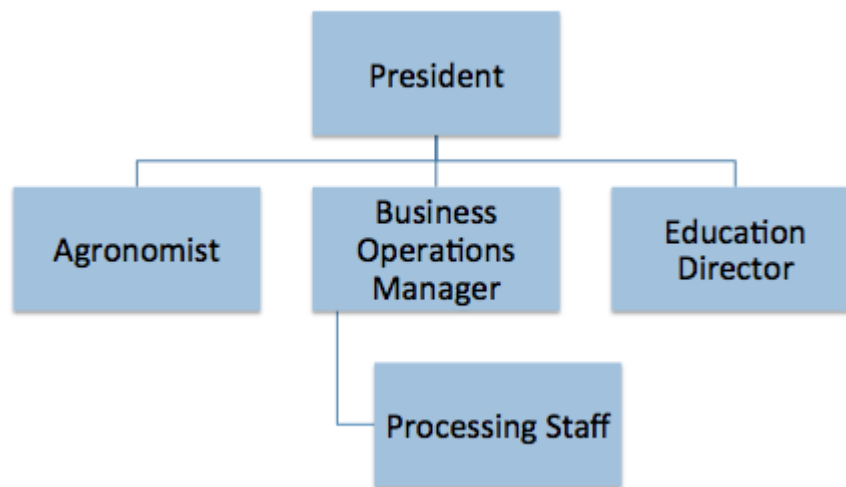 President
Agronomist
Business
Operations
Manager
Education
Director
Processing Staff